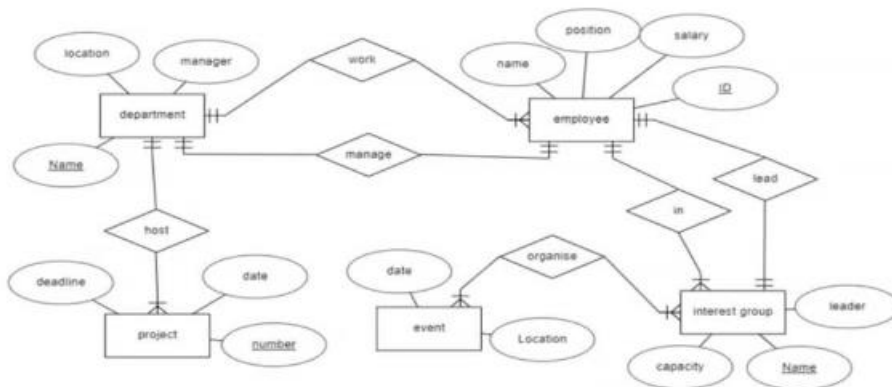 position
salary
location
manager
work
name
ID
department
employee
manage
Name
lead
in
host
organise
deadline
date
date
leader
interest group
event
project
Location
number
capacity
Name